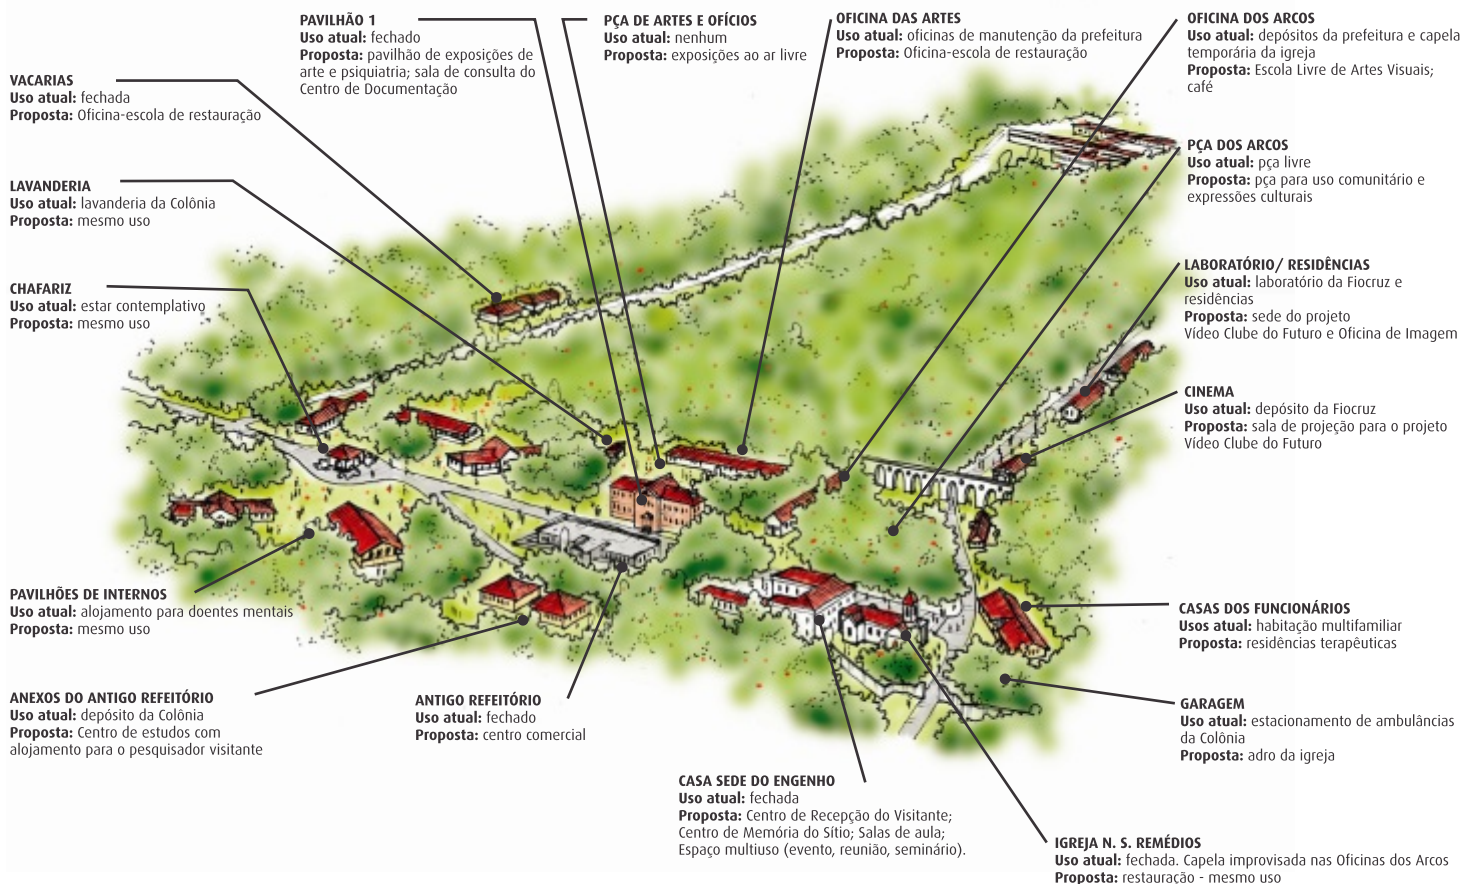 PAVILHÃO 1
Uso atual: fechado
Proposta: pavilhão de exposições de
arte e psiquiatria; sala de consulta do
Centro de Documentação
PÇA DE ARTES E OFÍCIOS
Uso atual: nenhum
Proposta: exposições ao ar livre
OFICINA DAS ARTES
Uso atual: oficinas de manutenção da prefeitura
Proposta: Oficina-escola de restauração
OFICINA DOS ARCOS
Uso atual: depósitos da prefeitura e capela
temporária da igreja
Proposta: Escola Livre de Artes Visuais;
café
VACARIAS
Uso atual: fechada
Proposta: Oficina-escola de restauração
PÇA DOS ARCOS
Uso atual: pça livre
Proposta: pça para uso comunitário e
expressões culturais
LAVANDERIA
Uso atual: lavanderia da Colônia
Proposta: mesmo uso
LABORATÓRIO/ RESIDÊNCIAS
Uso atual: laboratório da Fiocruz e
residências
Proposta: sede do projeto
Vídeo Clube do Futuro e Oficina de Imagem
CHAFARIZ
Uso atual: estar contemplativo
Proposta: mesmo uso
CINEMA
Uso atual: depósito da Fiocruz
Proposta: sala de projeção para o projeto
Vídeo Clube do Futuro
PAVILHÕES DE INTERNOS
Uso atual: alojamento para doentes mentais
Proposta: mesmo uso
CASAS DOS FUNCIONÁRIOS
Usos atual: habitação multifamiliar
Proposta: residências terapêuticas
ANEXOS DO ANTIGO REFEITÓRIO
Uso atual: depósito da Colônia
Proposta: Centro de estudos com
alojamento para o pesquisador visitante
ANTIGO REFEITÓRIO
Uso atual: fechado
Proposta: centro comercial
GARAGEM
Uso atual: estacionamento de ambulâncias
da Colônia
Proposta: adro da igreja
CASA SEDE DO ENGENHO
Uso atual: fechada
Proposta: Centro de Recepção do Visitante;
Centro de Memória do Sítio; Salas de aula;
Espaço multiuso (evento, reunião, seminário).
IGREJA N. S. REMÉDIOS
Uso atual: fechada. Capela improvisada nas Oficinas dos Arcos
Proposta: restauração - mesmo uso